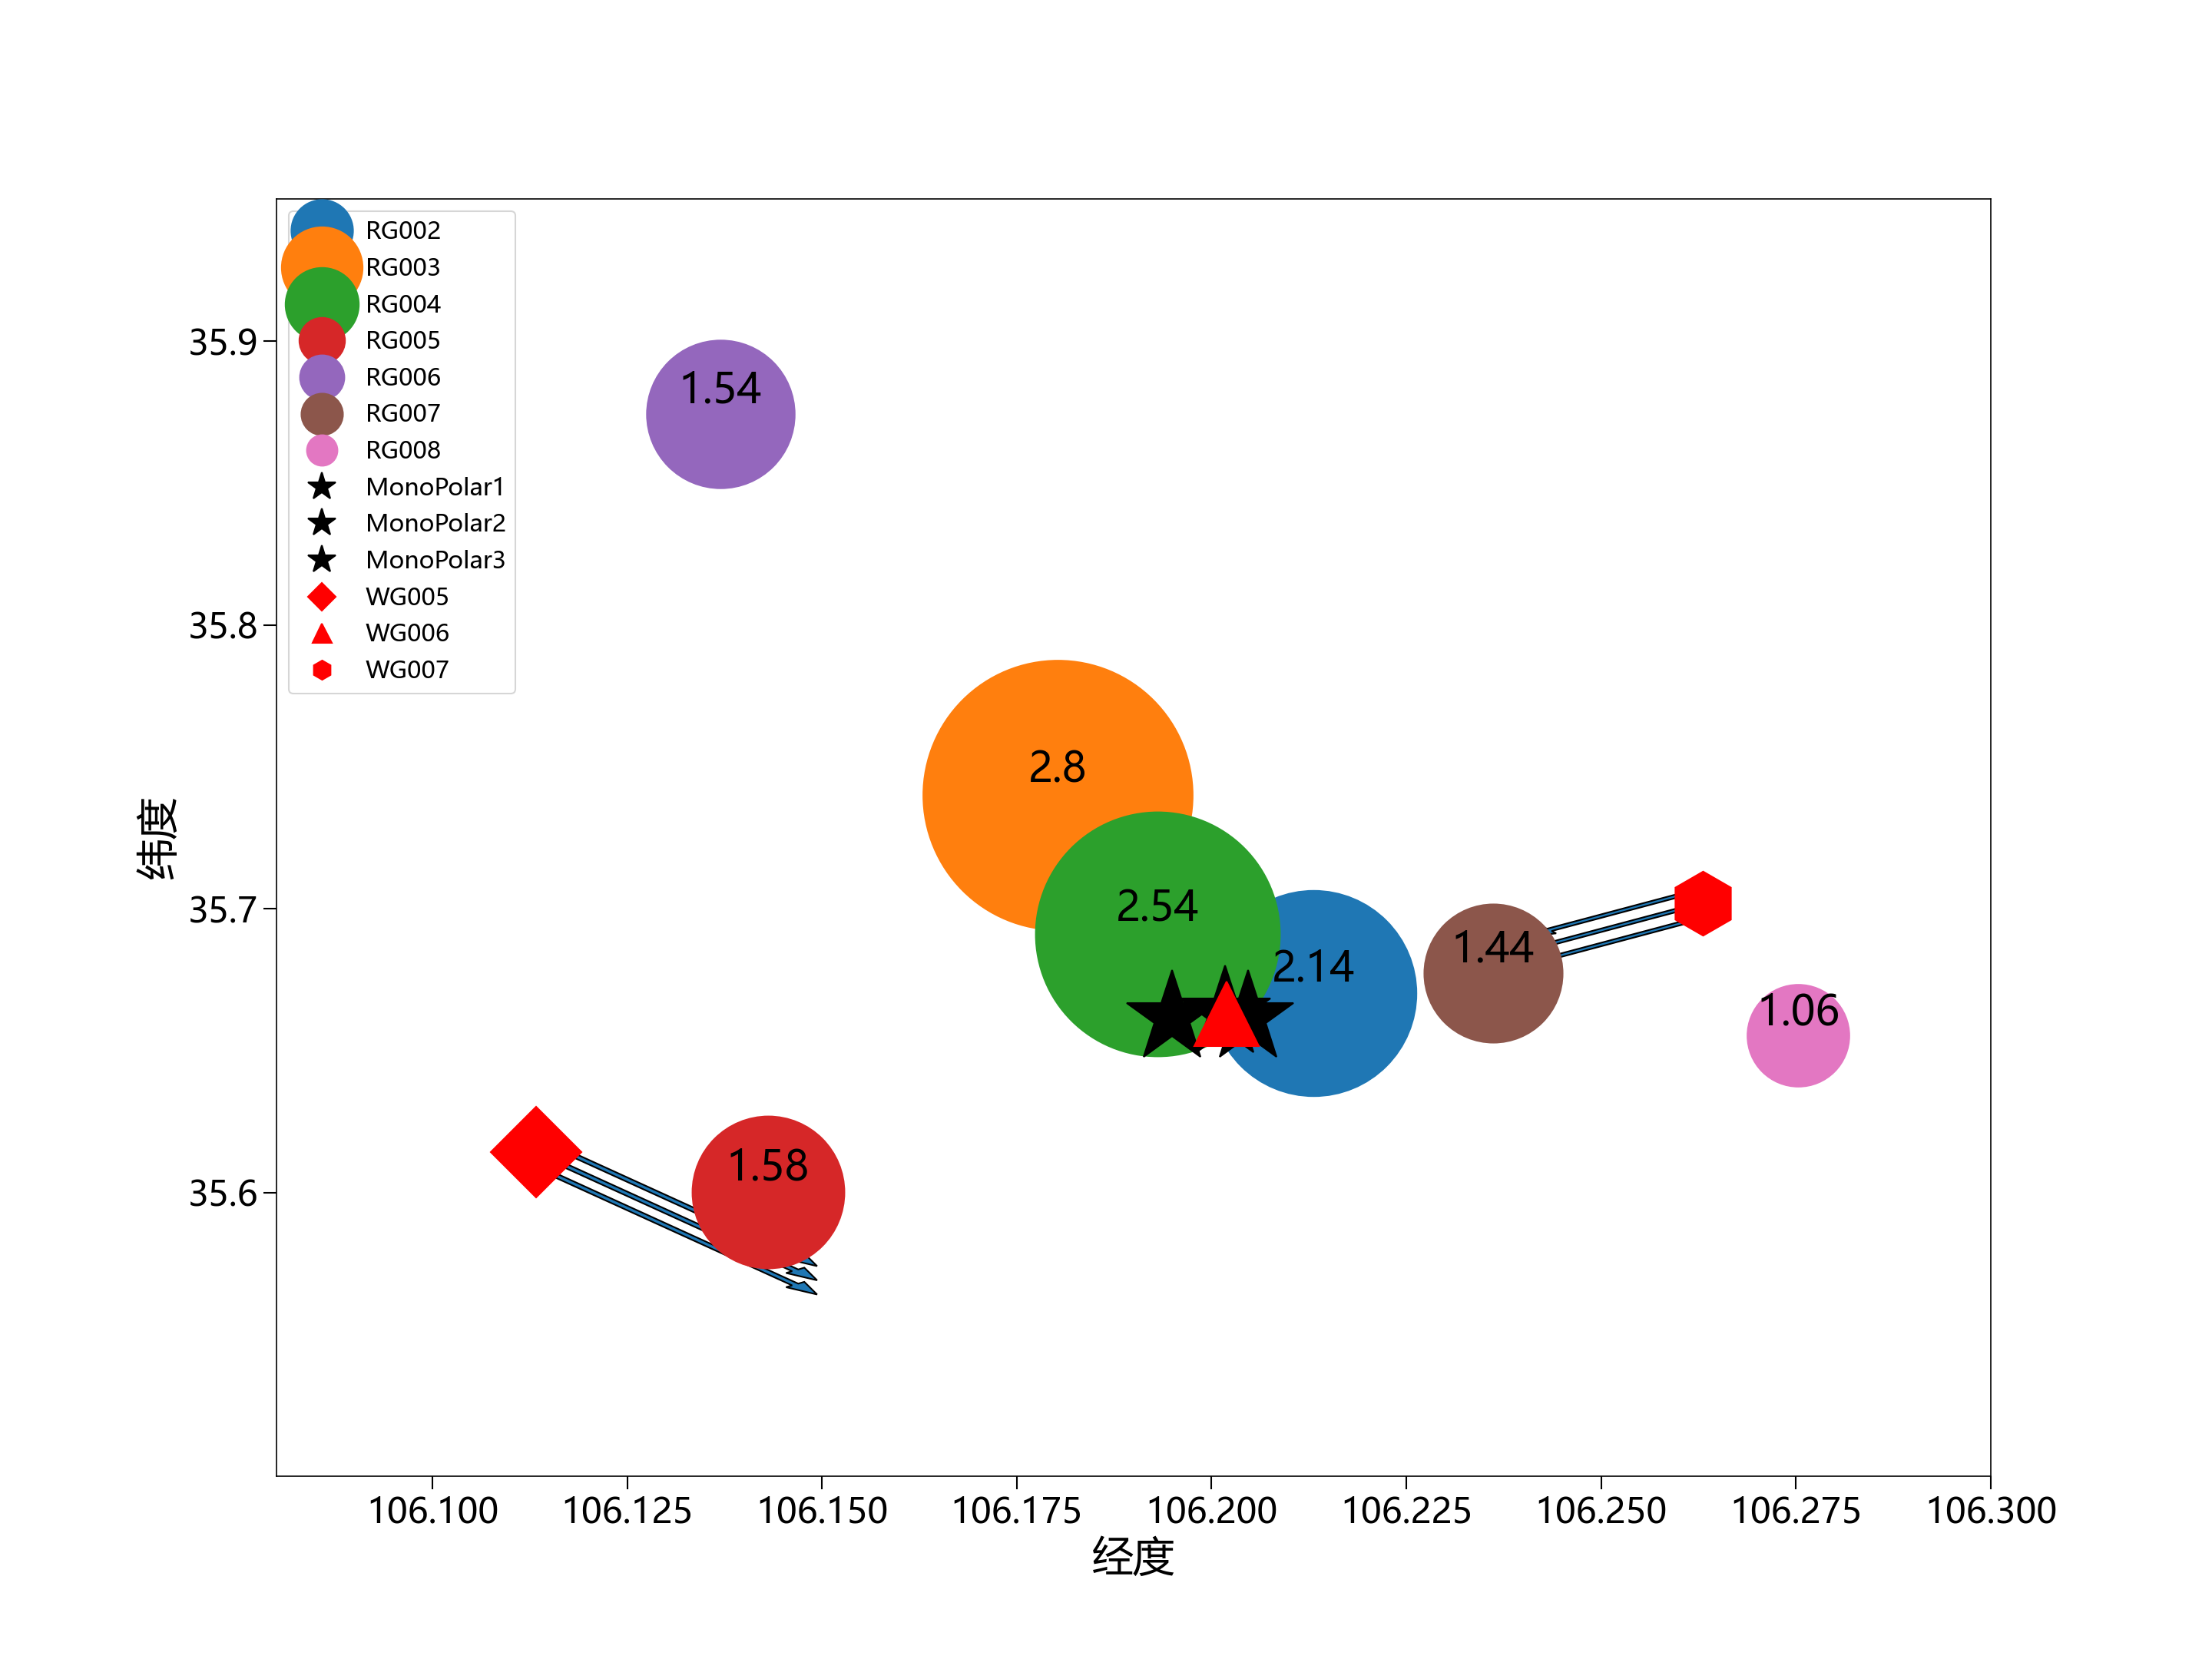 RG002
RG003
RG004
RG005
RG006
RG007
RG008
MonoPolar1
MonoPolar2
MonoPolar3
WG005
WG006
WG007
35.9
35.8
35.7
35.6
纬度
1.54
2.8
2.54
2.14
1.44
1.06
1.58
106.100
106.125
106.150
106.175
106.200
106.225
106.250
106.275
106.300
经度